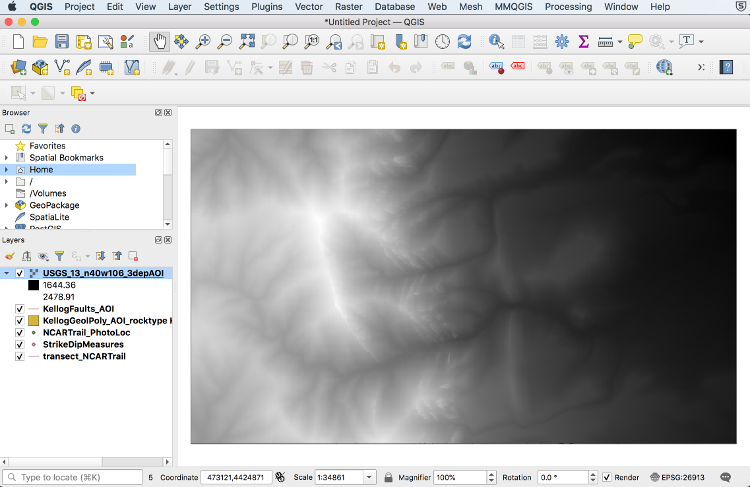 QGIS Project Edit View Layer Settings Plugins Vector Raster Database Web Mesh MMQGIS Processing Window Help
*Untitled Project — QGIS
Browser
Favorites
Spatial Bookmarks
Home
/
/Volumes
GeoPackage
SpatiaLite
PostGIS
Layers
USGS_13_n40w106_3depAOI
1644.36
2478.91
KellogFaults_AOI
KellogGeolPoly_AOI_rocktype
NCARTrail_PhotoLoc
StrikeDipMeasures
transect_NCARTrail
Type to locate (⌘K) Coordinate 473121,4424871 Scale 1:34861 Magnifier 100% Rotation 0.0 ° Render EPSG:26913